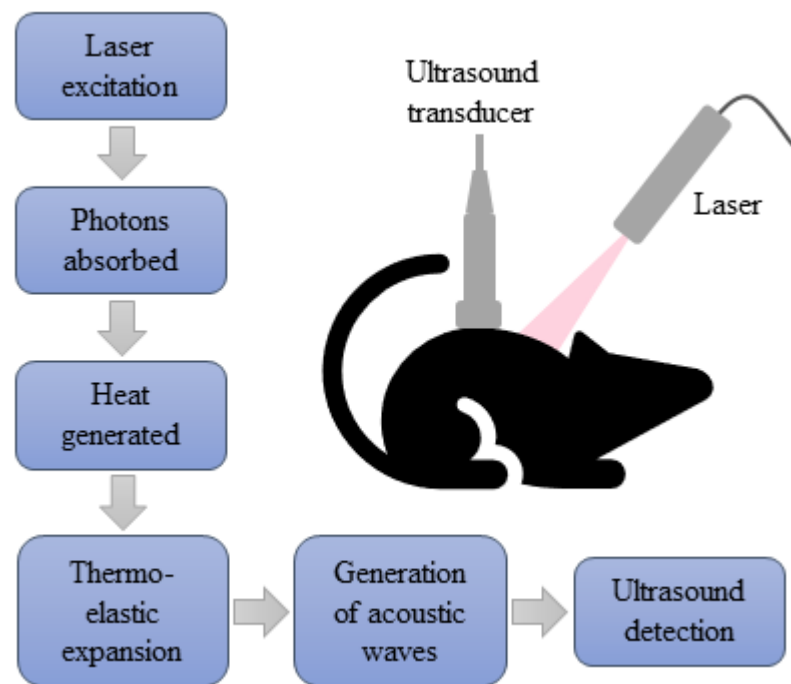 Laser
excitation
Photons
absorbed
Heat
generated
Thermo-
elastic
expansion
Generation
of acoustic
waves
Ultrasound
detection
Ultrasound
transducer
Laser